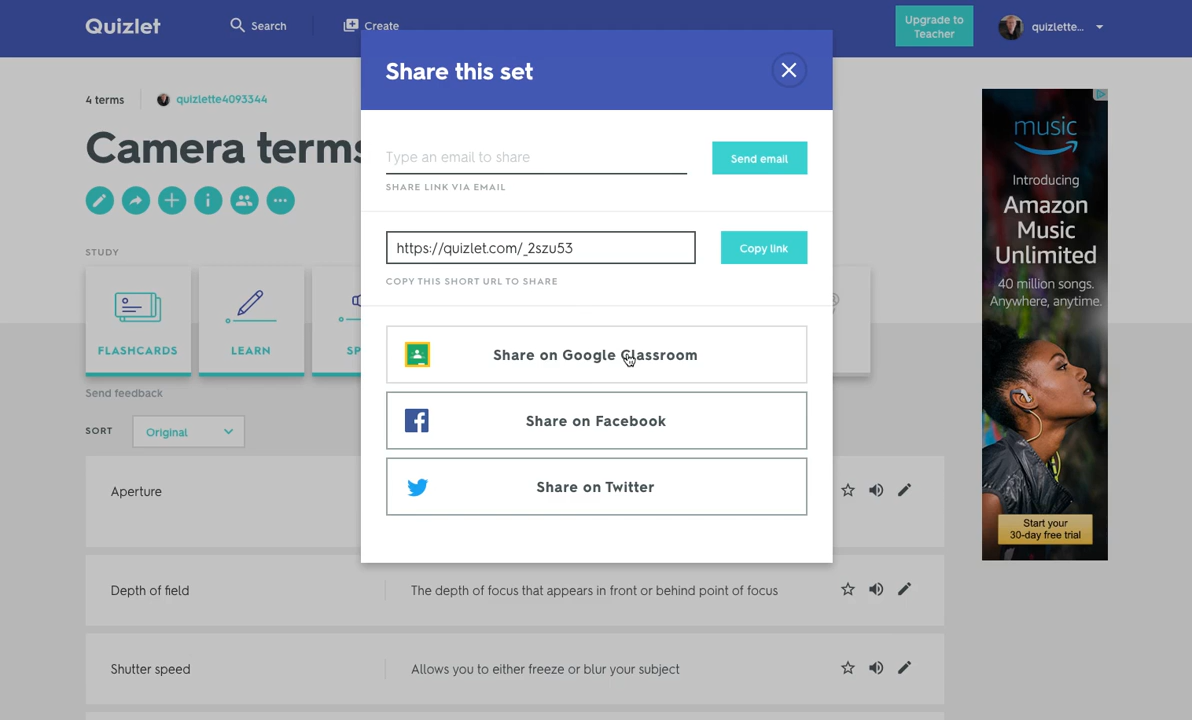 Quizlet
Search
Create
Upgrade to
Teacher
quizlette...
4 terms
quizlette4093344
Camera terms
STUDY
FLASHCARDS
LEARN
SP
Send feedback
SORT
Original
Aperture
Depth of field
The depth of focus that appears in front or behind point of focus
Shutter speed
Allows you to either freeze or blur your subject
Share this set
Type an email to share
Send email
SHARE LINK VIA EMAIL
https://quizlet.com/_2szu53
Copy link
COPY THIS SHORT URL TO SHARE
Share on Google Classroom
Share on Facebook
Share on Twitter
music
Introducing
Amazon
Music
Unlimited
40 million songs.
Anywhere, anytime.
Start your
30-day free trial